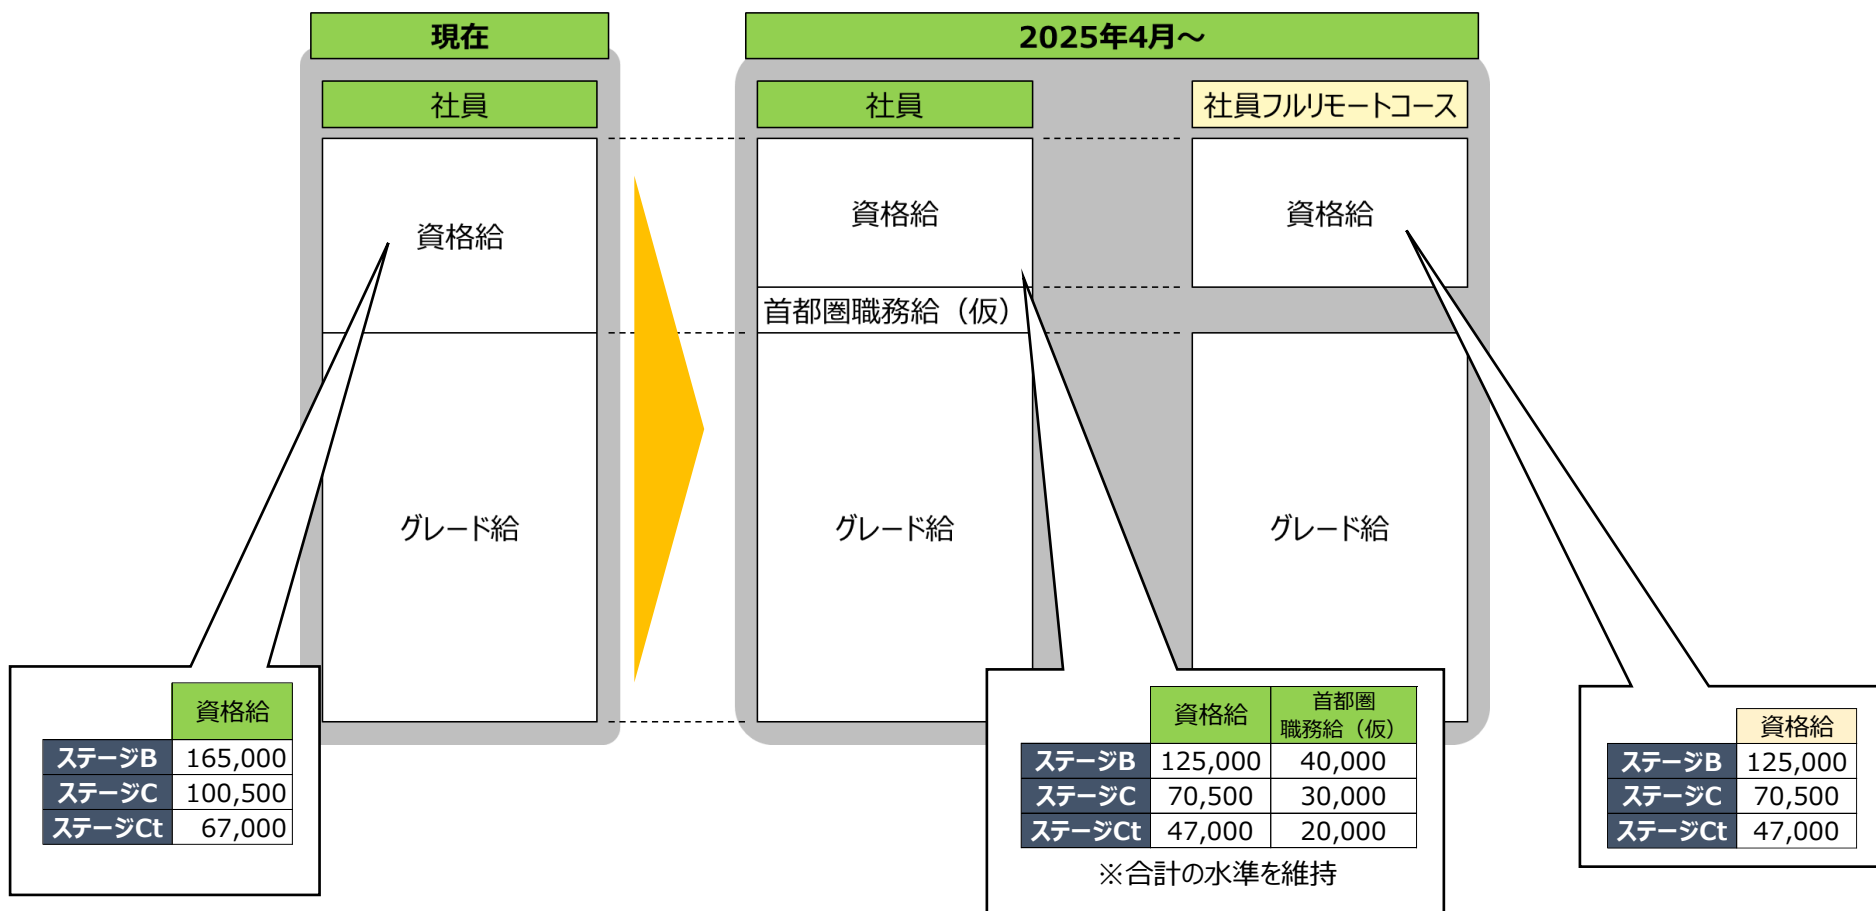 現在
2025年4月～
社員
社員
社員フルリモートコース
資格給
資格給
資格給
首都圏職務給（仮）
グレード給
グレード給
グレード給
資格給
ステージB 165,000
ステージC 100,500
ステージCt 67,000
資格給 首都圏
職務給（仮）
ステージB 125,000 40,000
ステージC 70,500 30,000
ステージCt 47,000 20,000
※合計の水準を維持
資格給
ステージB 125,000
ステージC 70,500
ステージCt 47,000